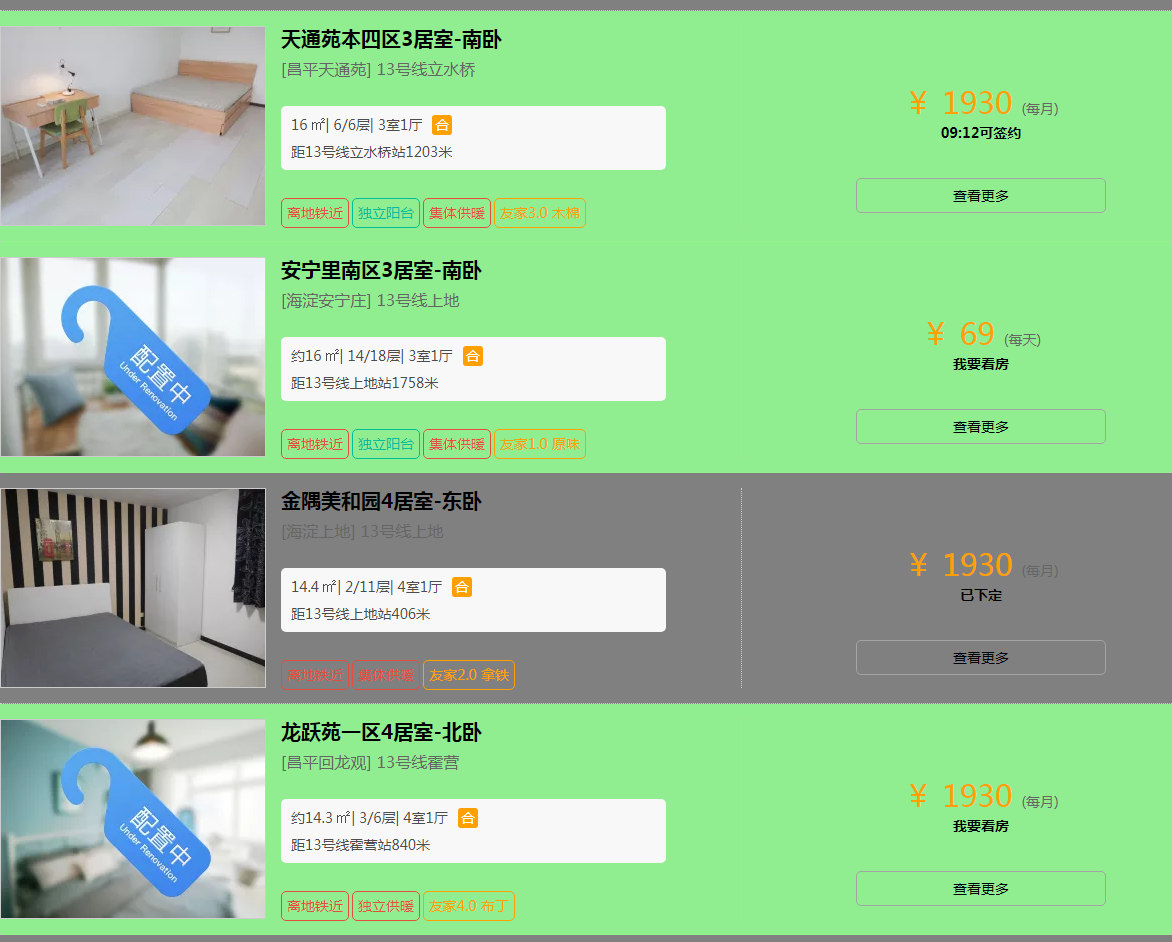 天通苑本四区3居室-南卧
[昌平天通苑] 13号线立水桥
16 ㎡| 6/6层| 3室1厅 合
距13号线立水桥站1203米
离地铁近 独立阳台 集体供暖 友家3.0 木棉
¥ 1930 (每月)
09:12可签约
查看更多
安宁里南区3居室-南卧
[海淀安宁庄] 13号线上地
约16 ㎡| 14/18层| 3室1厅 合
距13号线上地站1758米
离地铁近 独立阳台 集体供暖 友家1.0 原味
¥ 69 (每天)
我要看房
查看更多
配置中
Under Renovation
金隅美和园4居室-东卧
[海淀上地] 13号线上地
14.4 ㎡| 2/11层| 4室1厅 合
距13号线上地站406米
离地铁近 集体供暖 友家2.0 拿铁
¥ 1930 (每月)
已下定
查看更多
龙跃苑一区4居室-北卧
[昌平回龙观] 13号线霍营
约14.3 ㎡| 3/6层| 4室1厅 合
距13号线霍营站840米
离地铁近 独立供暖 友家4.0 布丁
¥ 1930 (每月)
我要看房
查看更多
配置中
Under Renovation